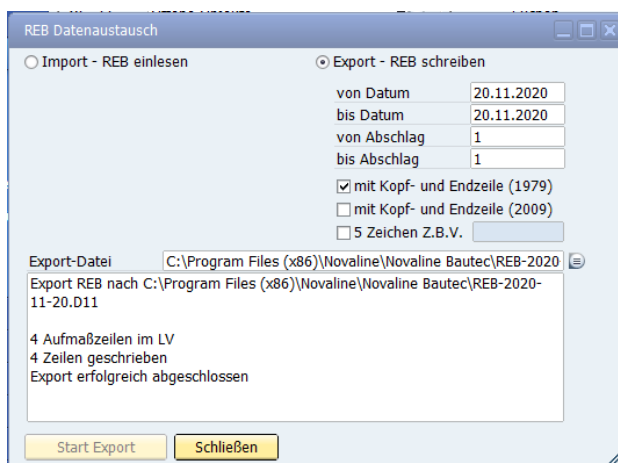 REB Datenaustausch
Import - REB einlesen
Export - REB schreiben
von Datum 20.11.2020
bis Datum 20.11.2020
von Abschlag 1
bis Abschlag 1
mit Kopf- und Endzeile (1979)
mit Kopf- und Endzeile (2009)
5 Zeichen Z.B.V.
Export-Datei C:\Program Files (x86)\Novaline\Novaline Bautec\REB-2020
Export REB nach C:\Program Files (x86)\Novaline\Novaline Bautec\REB-2020-
11-20.D11
4 Aufmaßzeilen im LV
4 Zeilen geschrieben
Export erfolgreich abgeschlossen
Start Export Schließen